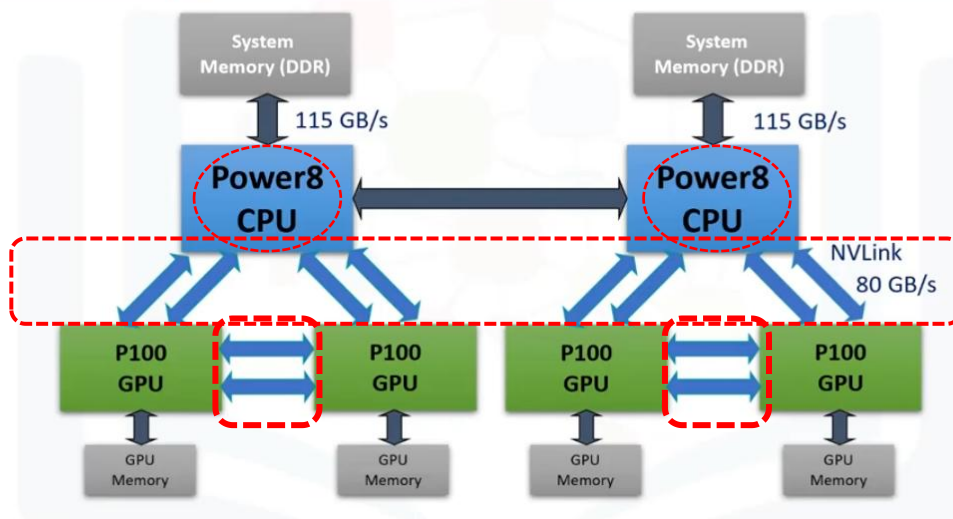 System
Memory (DDR)
System
Memory (DDR)
115 GB/s
115 GB/s
Power8
CPU
Power8
CPU
NVLink
80 GB/s
P100
GPU
P100
GPU
P100
GPU
P100
GPU
GPU
Memory
GPU
Memory
GPU
Memory
GPU
Memory